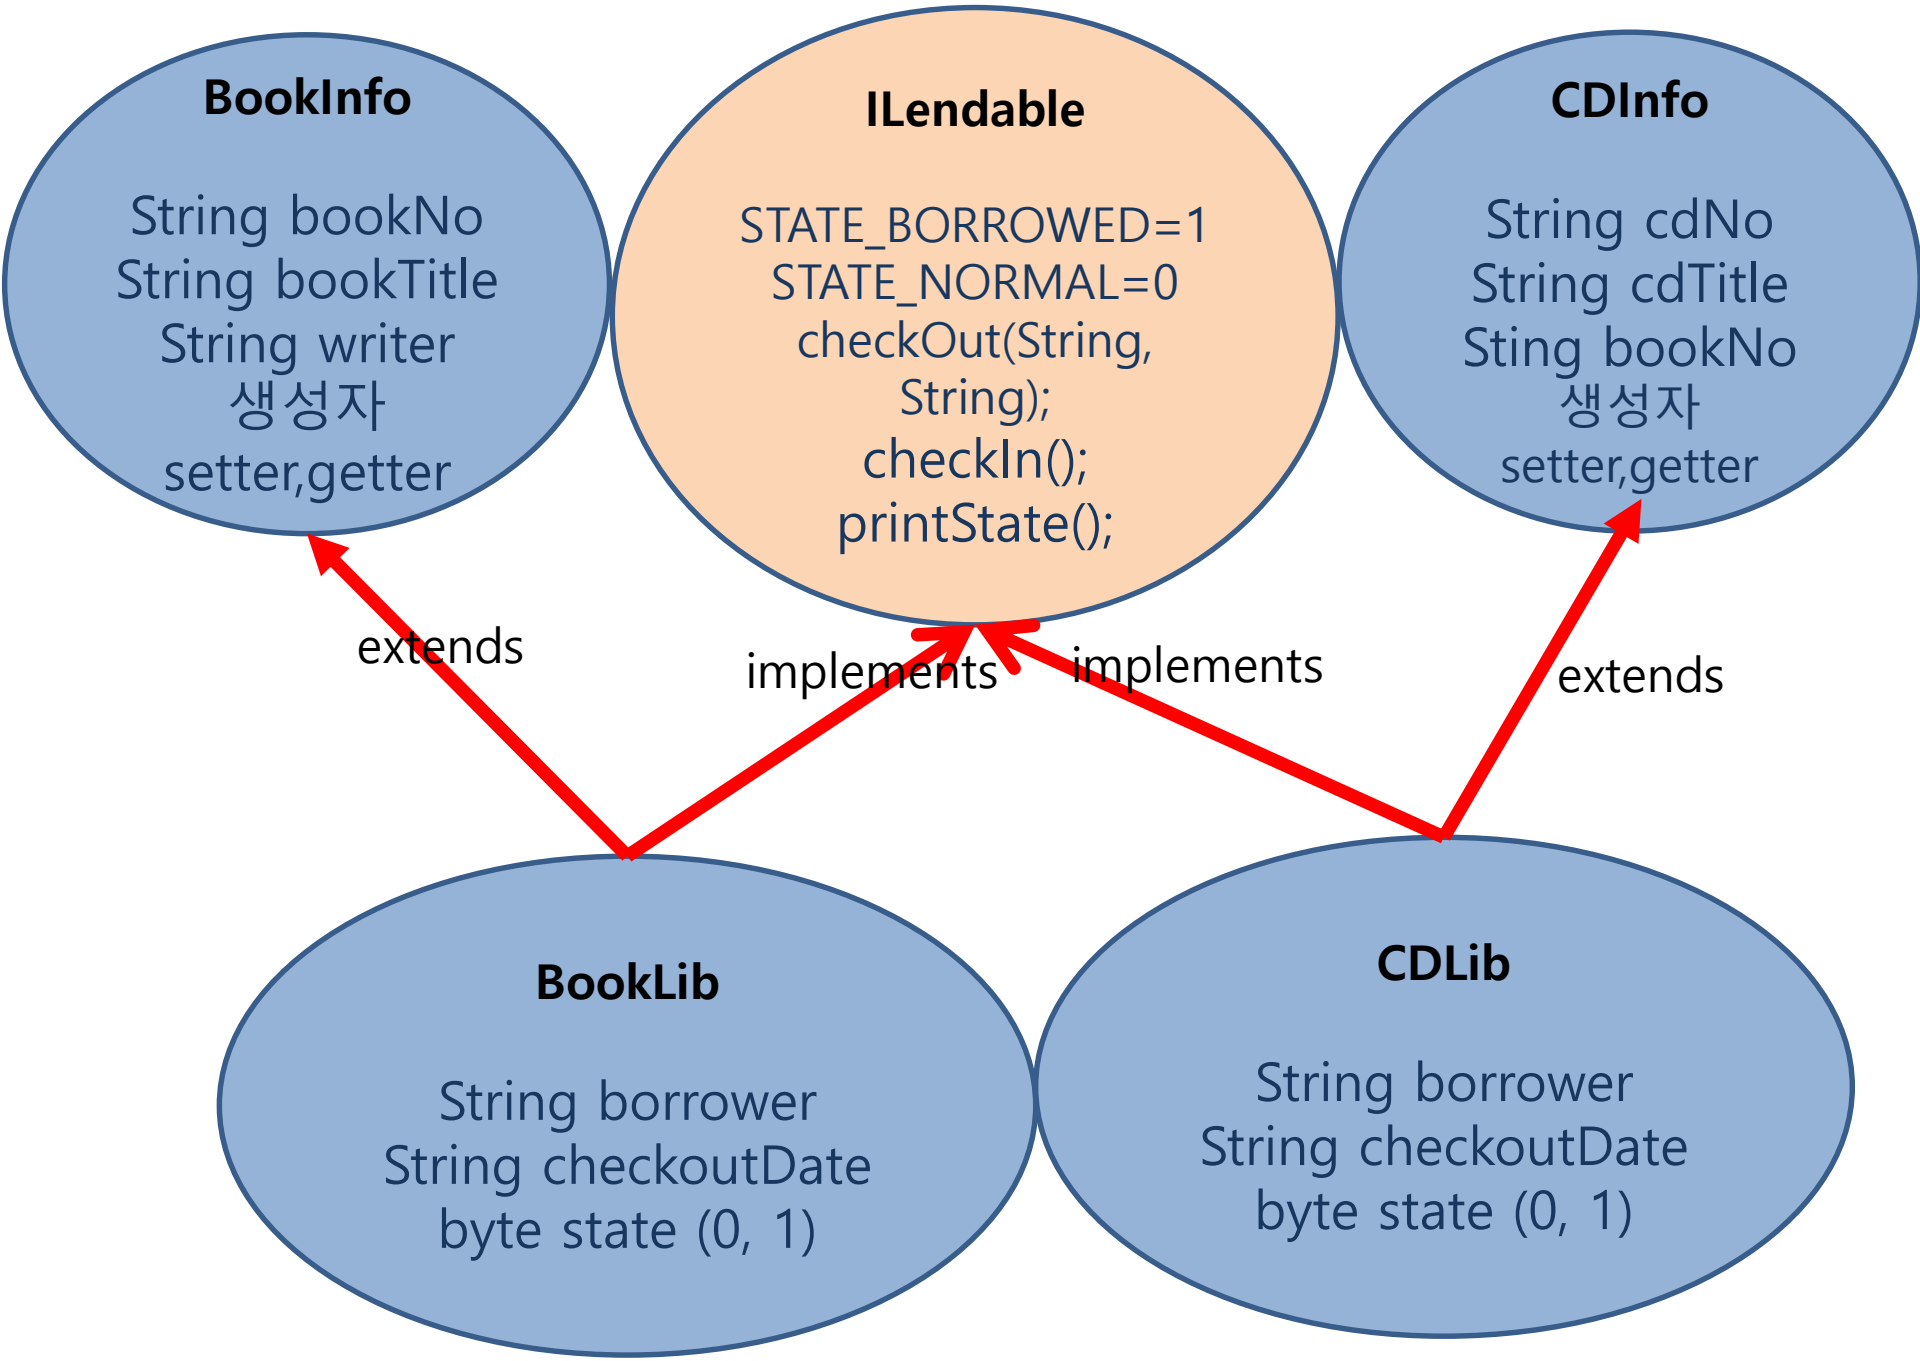 BookInfo
String bookNo
String bookTitle
String writer
생성자
setter,getter
ILendable
STATE_BORROWED=1
STATE_NORMAL=0
checkOut(String,
String);
checkIn();
printState();
CDInfo
String cdNo
String cdTitle
Sting bookNo
생성자
setter,getter
extends
implements
implements
extends
BookLib
String borrower
String checkoutDate
byte state (0, 1)
CDLib
String borrower
String checkoutDate
byte state (0, 1)